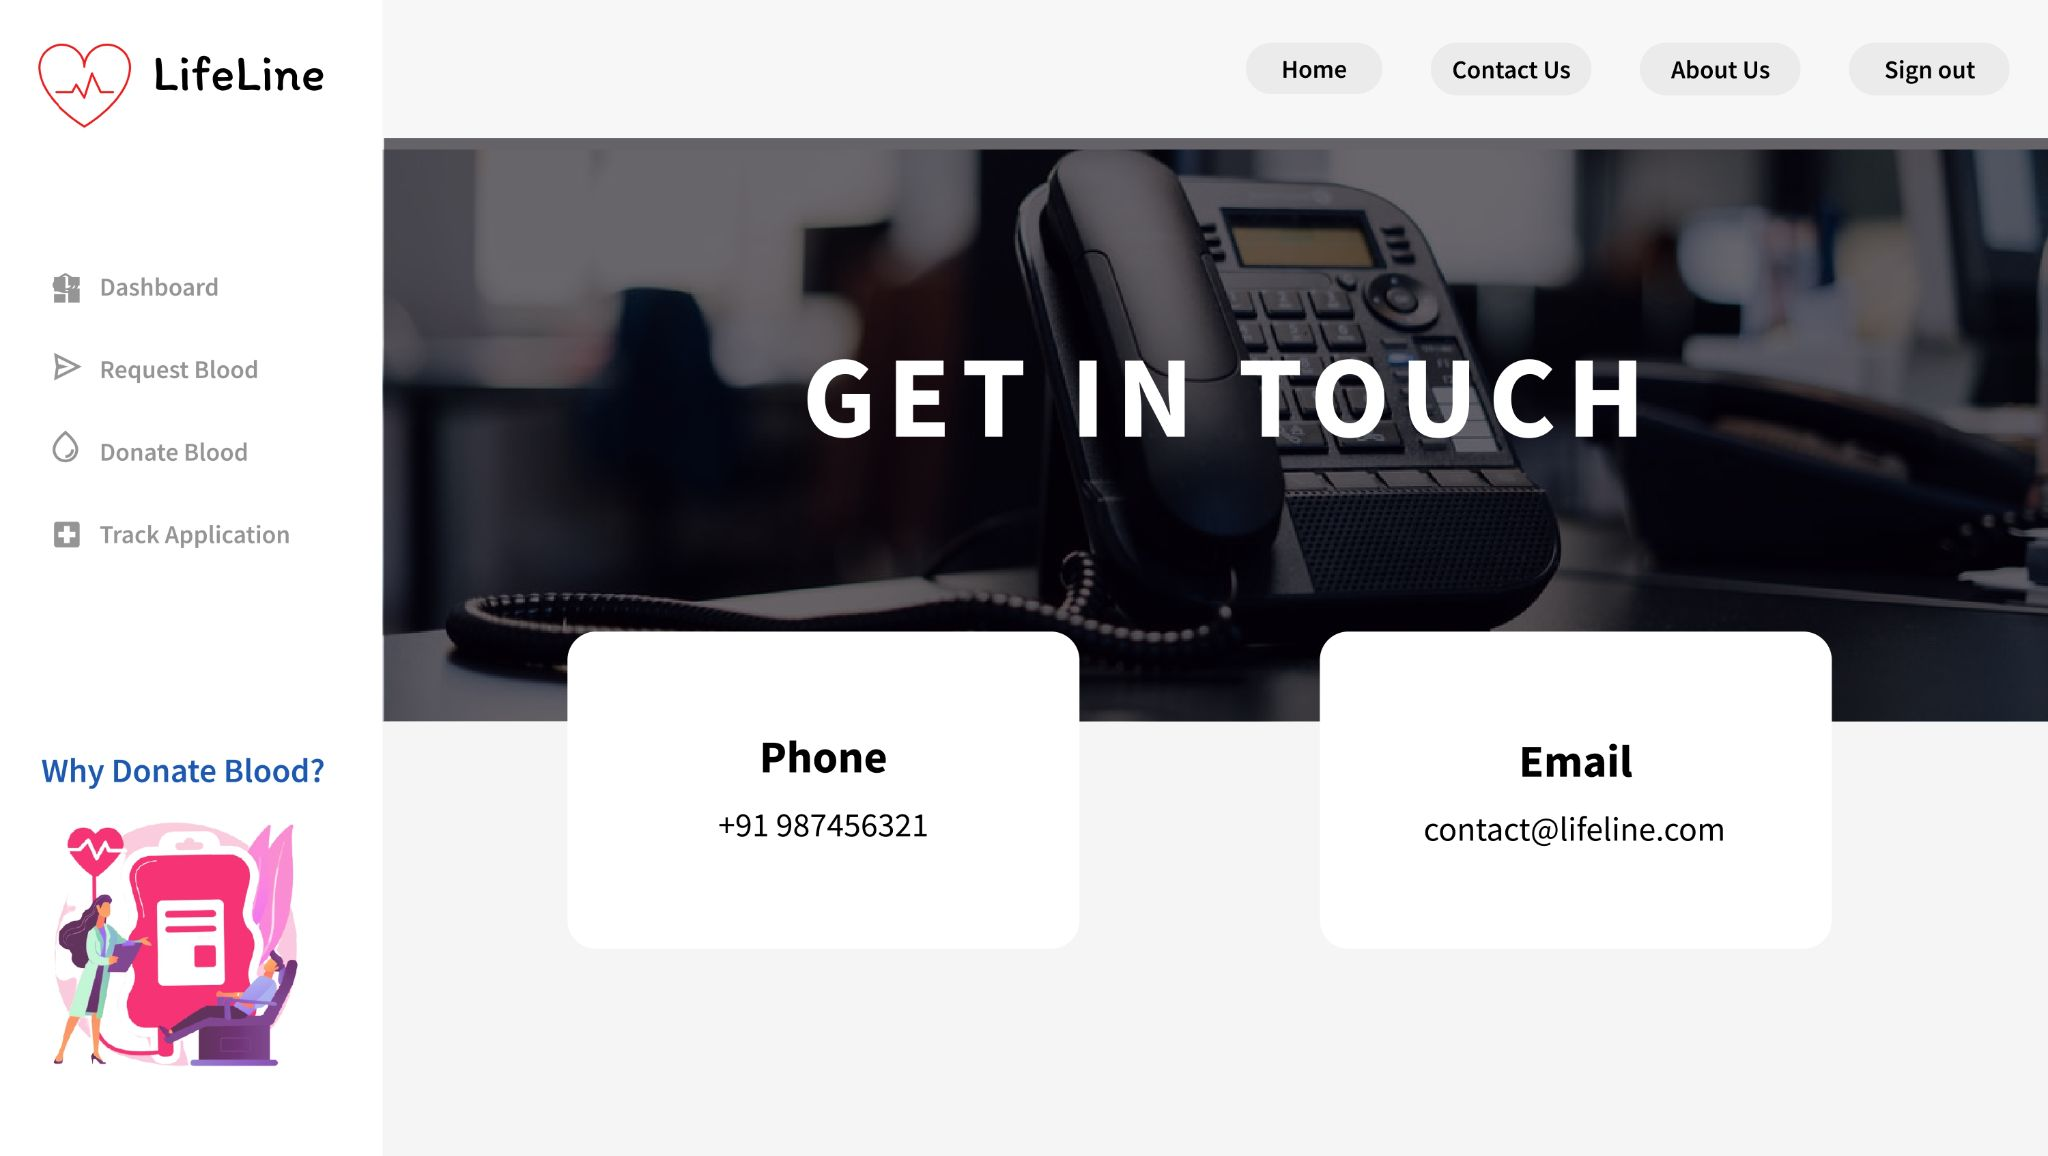 LifeLine
Home
Contact Us
About Us
Sign out
Dashboard
Request Blood
Donate Blood
Track Application
GET IN TOUCH
Why Donate Blood?
Phone
+91 987456321
Email
contact@lifeline.com